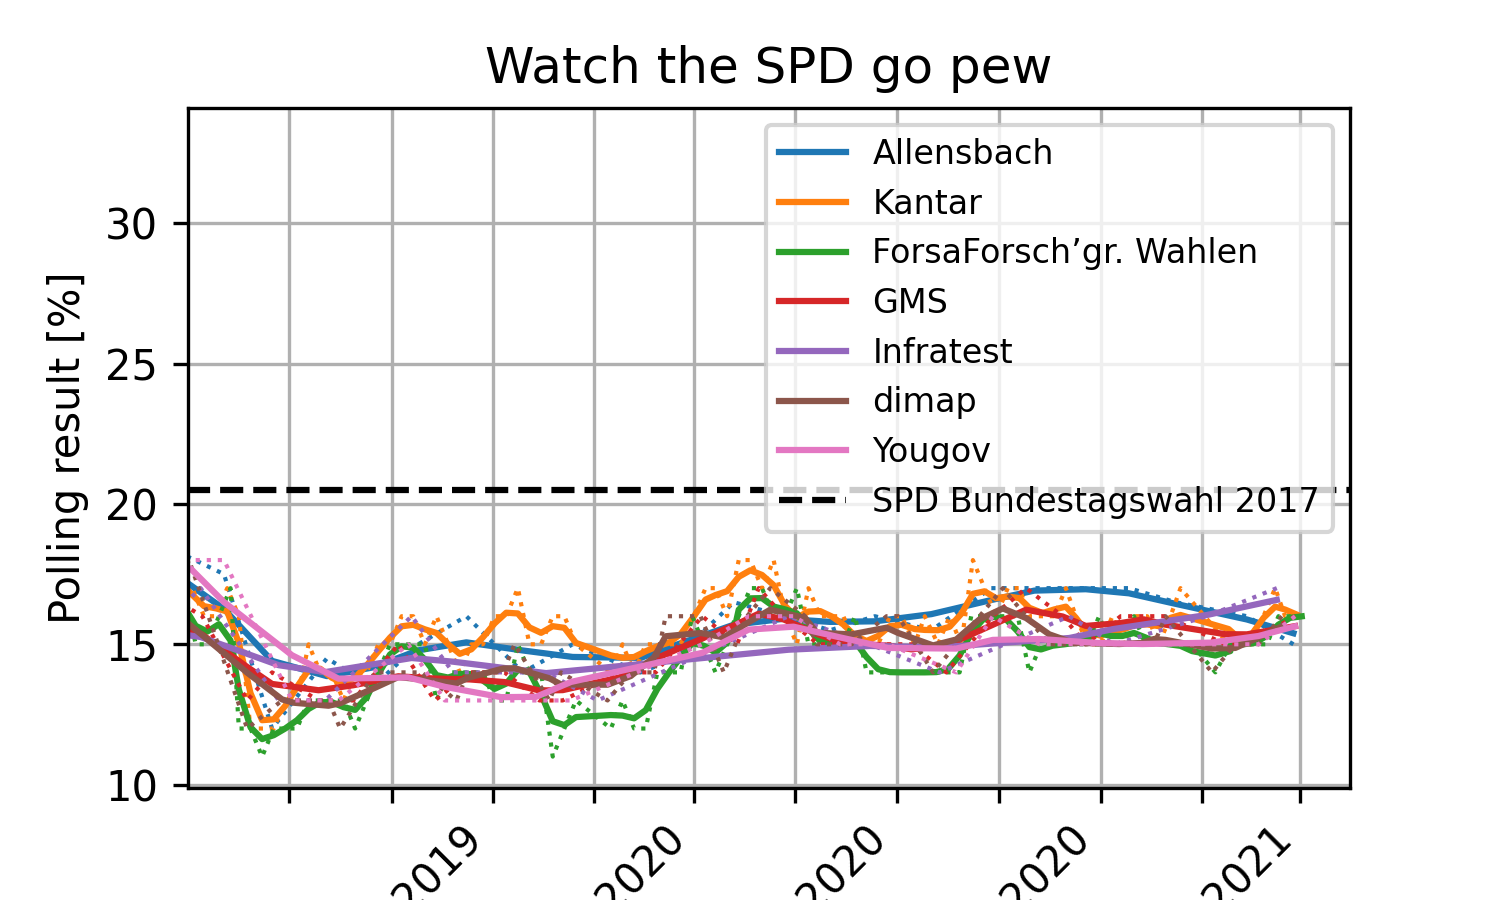 Watch the SPD go pew
Polling result [%]
30
25
20
15
10
Allensbach
Kantar
ForsaForsch’gr. Wahlen
GMS
Infratest
dimap
Yougov
SPD Bundestagswahl 2017
2019
2020
2020
2020
2021